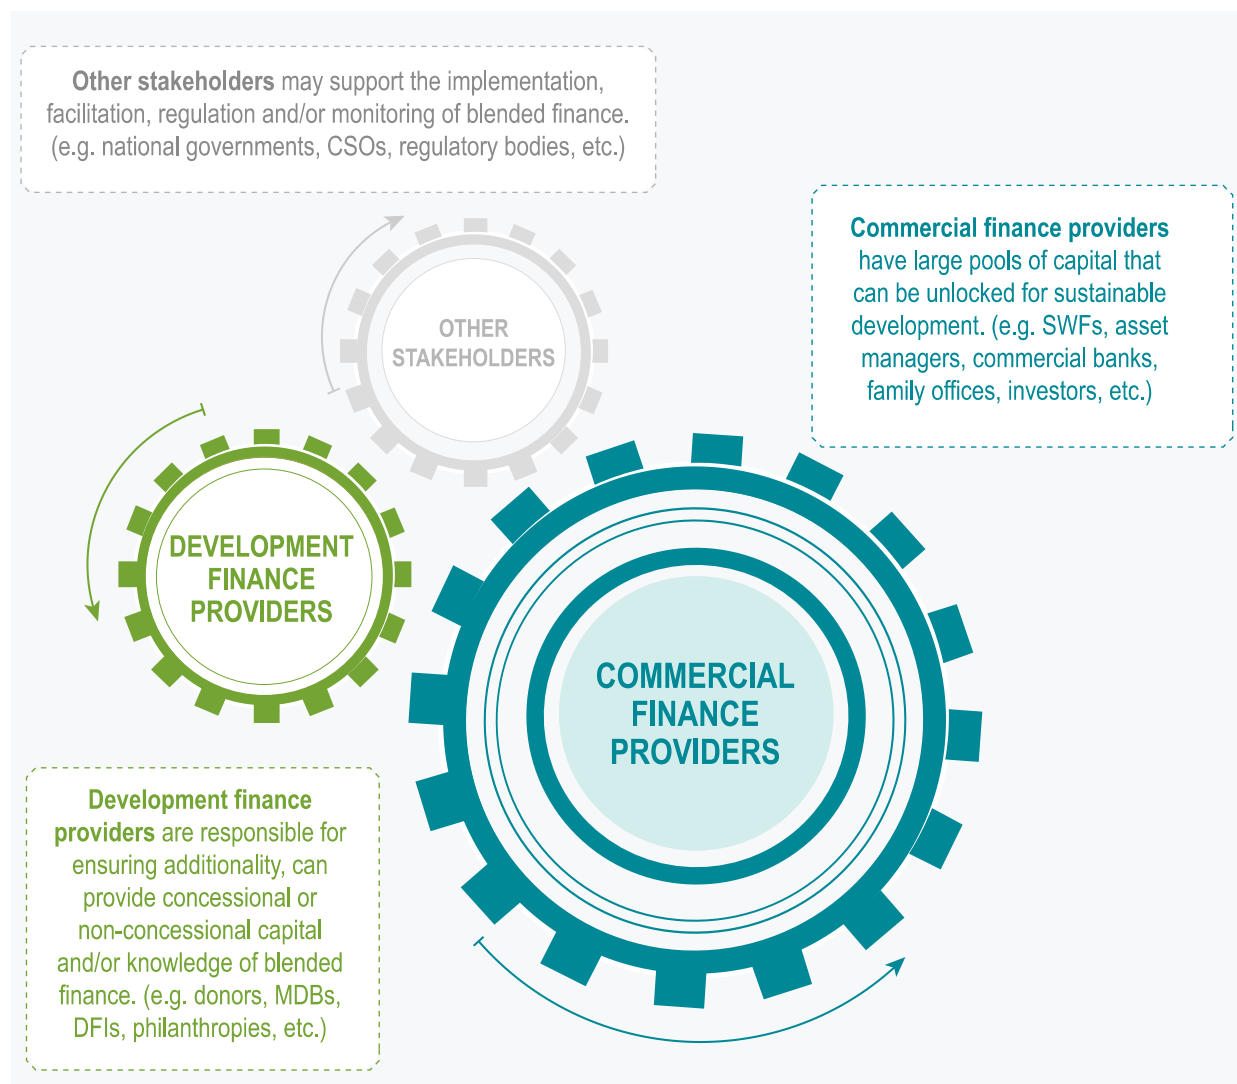 Other stakeholders may support the implementation,
facilitation, regulation and/or monitoring of blended finance.
(e.g. national governments, CSOs, regulatory bodies, etc.)
Commercial finance providers
have large pools of capital that
can be unlocked for sustainable
development. (e.g. SWFs, asset
managers, commercial banks,
family offices, investors, etc.)
OTHER
STAKEHOLDERS
DEVELOPMENT
FINANCE
PROVIDERS
COMMERCIAL
FINANCE
PROVIDERS
Development finance
providers are responsible for
ensuring additionality, can
provide concessional or
non-concessional capital
and/or knowledge of blended
finance. (e.g. donors, MDBs,
DFIs, philanthropies, etc.)